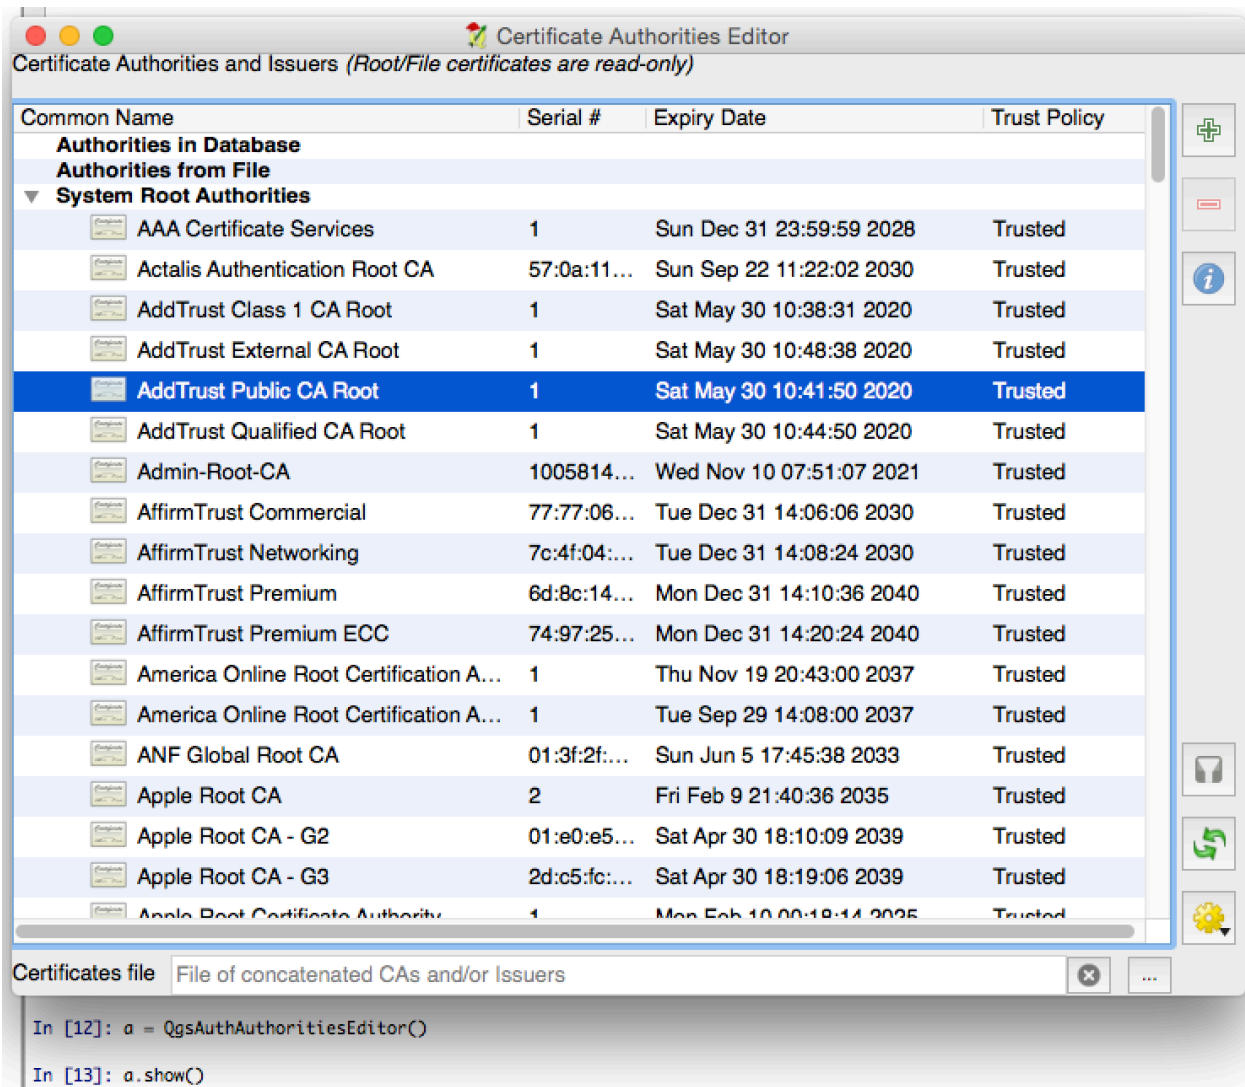 Certificate Authorities Editor
Certificate Authorities and Issuers (Root/File certificates are read-only)
Common Name Serial # Expiry Date Trust Policy
Authorities in Database
Authorities from File
System Root Authorities
AAA Certificate Services 1 Sun Dec 31 23:59:59 2028 Trusted
Actalis Authentication Root CA 57:0a:11... Sun Sep 22 11:22:02 2030 Trusted
AddTrust Class 1 CA Root 1 Sat May 30 10:38:31 2020 Trusted
AddTrust External CA Root 1 Sat May 30 10:48:38 2020 Trusted
AddTrust Public CA Root 1 Sat May 30 10:41:50 2020 Trusted
AddTrust Qualified CA Root 1 Sat May 30 10:44:50 2020 Trusted
Admin-Root-CA 1005814... Wed Nov 10 07:51:07 2021 Trusted
AffirmTrust Commercial 77:77:06... Tue Dec 31 14:06:06 2030 Trusted
AffirmTrust Networking 7c:4f:04:... Tue Dec 31 14:08:24 2030 Trusted
AffirmTrust Premium 6d:8c:14... Mon Dec 31 14:10:36 2040 Trusted
AffirmTrust Premium ECC 74:97:25... Mon Dec 31 14:20:24 2040 Trusted
America Online Root Certification A... 1 Thu Nov 19 20:43:00 2037 Trusted
America Online Root Certification A... 1 Tue Sep 29 14:08:00 2037 Trusted
ANF Global Root CA 01:3f:2f:... Sun Jun 5 17:45:38 2033 Trusted
Apple Root CA 2 Fri Feb 9 21:40:36 2035 Trusted
Apple Root CA - G2 01:e0:e5... Sat Apr 30 18:10:09 2039 Trusted
Apple Root CA - G3 2d:c5:fc:... Sat Apr 30 18:19:06 2039 Trusted
Apple Root Certificate Authority 1 Mon Feb 10 00:18:14 2025 Trusted
Certificates file File of concatenated CAs and/or Issuers ...
In [12]: a = QgsAuthAuthoritiesEditor()
In [13]: a.show()